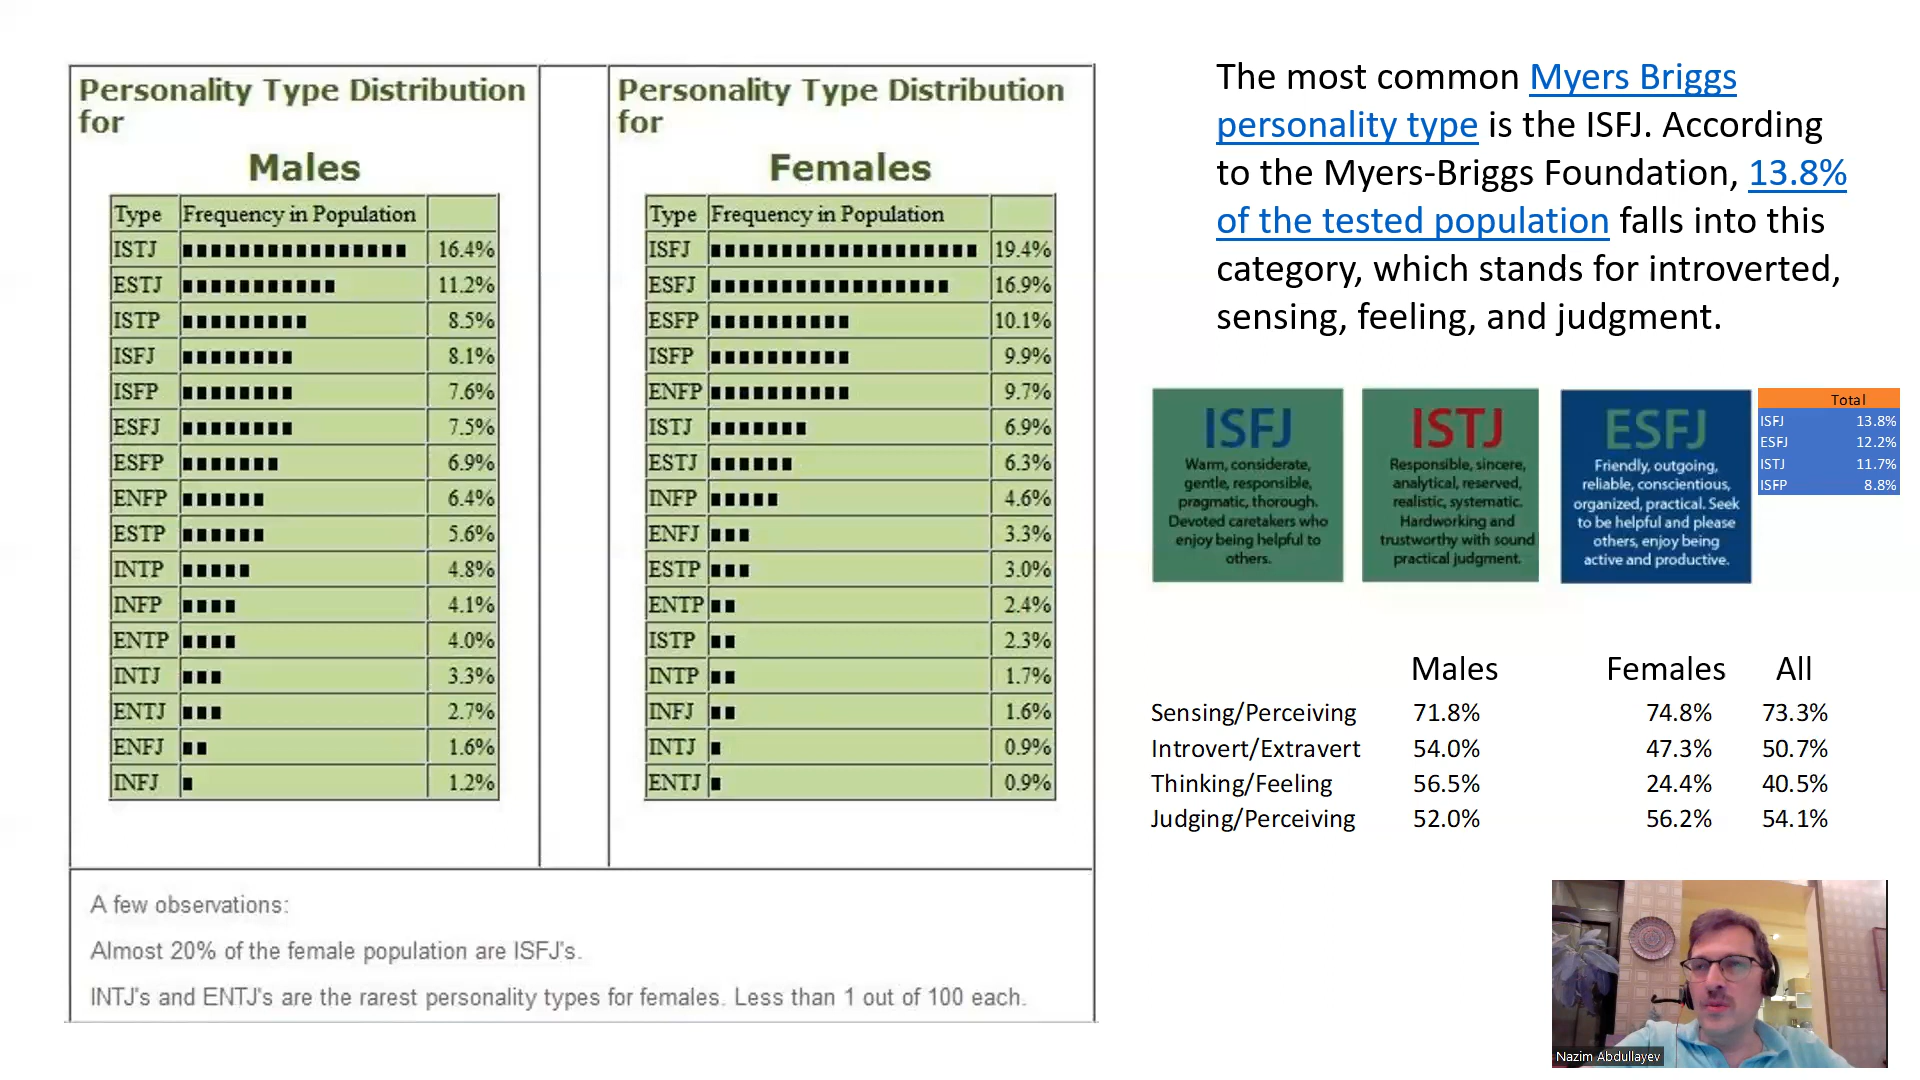 Personality Type Distribution
for
Males
Type Frequency in Population
ISTJ 16.4%
ESTJ 11.2%
ISTP 8.5%
ISFJ 8.1%
ISFP 7.6%
ESFJ 7.5%
ESFP 6.9%
ENFP 6.4%
ESTP 5.6%
INTP 4.8%
INFP 4.1%
ENTP 4.0%
INTJ 3.3%
ENTJ 2.7%
ENFJ 1.6%
INFJ 1.2%
Personality Type Distribution
for
Females
Type Frequency in Population
ISFJ 19.4%
ESFJ 16.9%
ESFP 10.1%
ISFP 9.9%
ENFP 9.7%
ISTJ 6.9%
ESTJ 6.3%
INFP 4.6%
ENFJ 3.3%
ESTP 3.0%
ENTP 2.4%
ISTP 2.3%
INTP 1.7%
INFJ 1.6%
INTJ 0.9%
ENTJ 0.9%
A few observations:
Almost 20% of the female population are ISFJ's.
INTJ's and ENTJ's are the rarest personality types for females. Less than 1 out of 100 each.
The most common Myers Briggs
personality type is the ISFJ. According
to the Myers-Briggs Foundation, 13.8%
of the tested population falls into this
category, which stands for introverted,
sensing, feeling, and judgment.
ISFJ
Warm, considerate,
gentle, responsible,
pragmatic, thorough.
Devoted caretakers who
enjoy being helpful to
others.
ISTJ
Responsible, sincere,
analytical, reserved,
realistic, systematic.
Hardworking and
trustworthy with sound
practical judgment.
ESFJ
Friendly, outgoing,
reliable, conscientious,
organized, practical. Seek
to be helpful and please
others, enjoy being
active and productive.
Total
ISFJ 13.8%
ESFJ 12.2%
ISTJ 11.7%
ISFP 8.8%
Males Females All
Sensing/Perceiving 71.8% 74.8% 73.3%
Introvert/Extravert 54.0% 47.3% 50.7%
Thinking/Feeling 56.5% 24.4% 40.5%
Judging/Perceiving 52.0% 56.2% 54.1%
Nazim Abdullayev